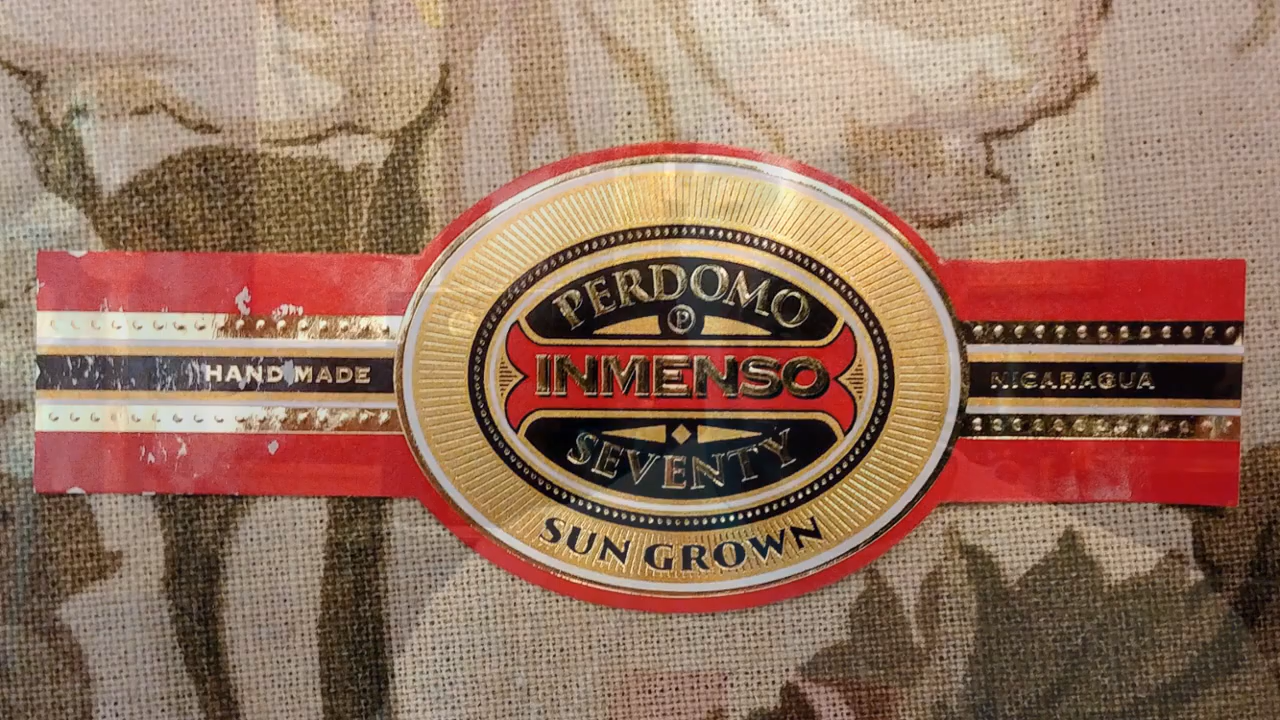 PERDOMO
P
HAND MADE
INMENSO
NICARAGUA
SEVENTY
SUN GROWN